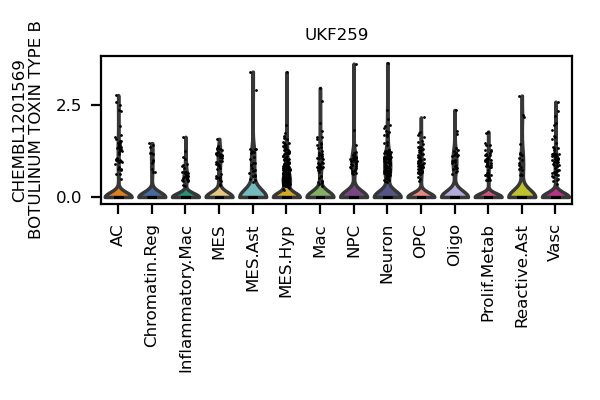 UKF259
CHEMBL1201569
BOTULINUM TOXIN TYPE B
2.5
0.0
AC
Chromatin.Reg
Inflammatory.Mac
MES
MES.Ast
MES.Hyp
Mac
NPC
Neuron
OPC
Oligo
Prolif.Metab
Reactive.Ast
Vasc